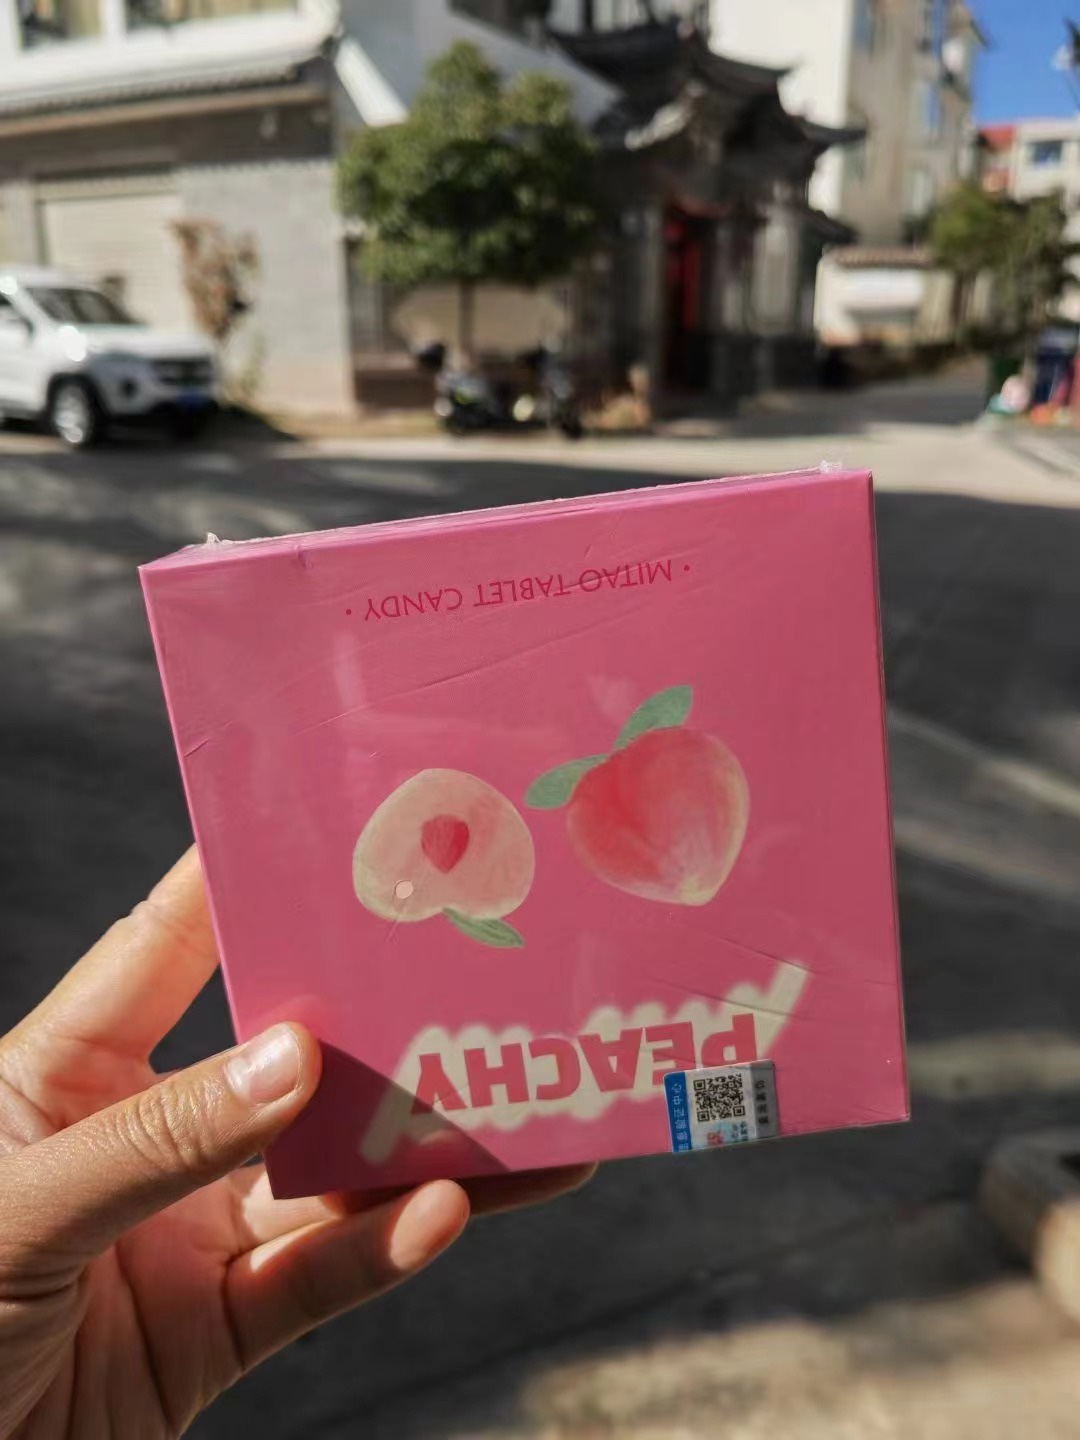 PEACHY
• MITAO TABLET CANDY •